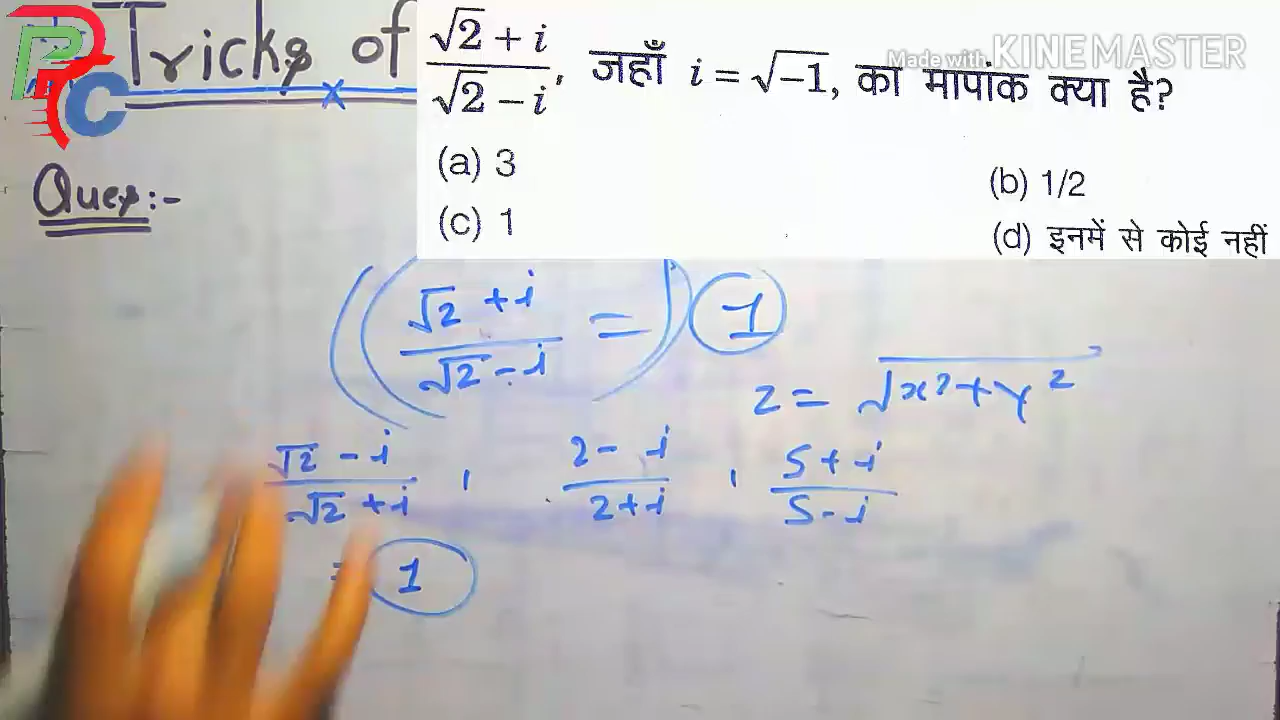 PTC
Tricks of
Made with KINEMASTER
√2 + i / √2 − i, जहाँ i = √−1, का मापांक क्या है?
(a) 3 (b) 1/2
(c) 1 (d) इनमें से कोई नहीं
Ques:-
√2 + i / √2 - i = 1
z = √x² + y²
√2 - i / √2 + i , 2 - i / 2 + i , 5 + i / 5 - i
= 1